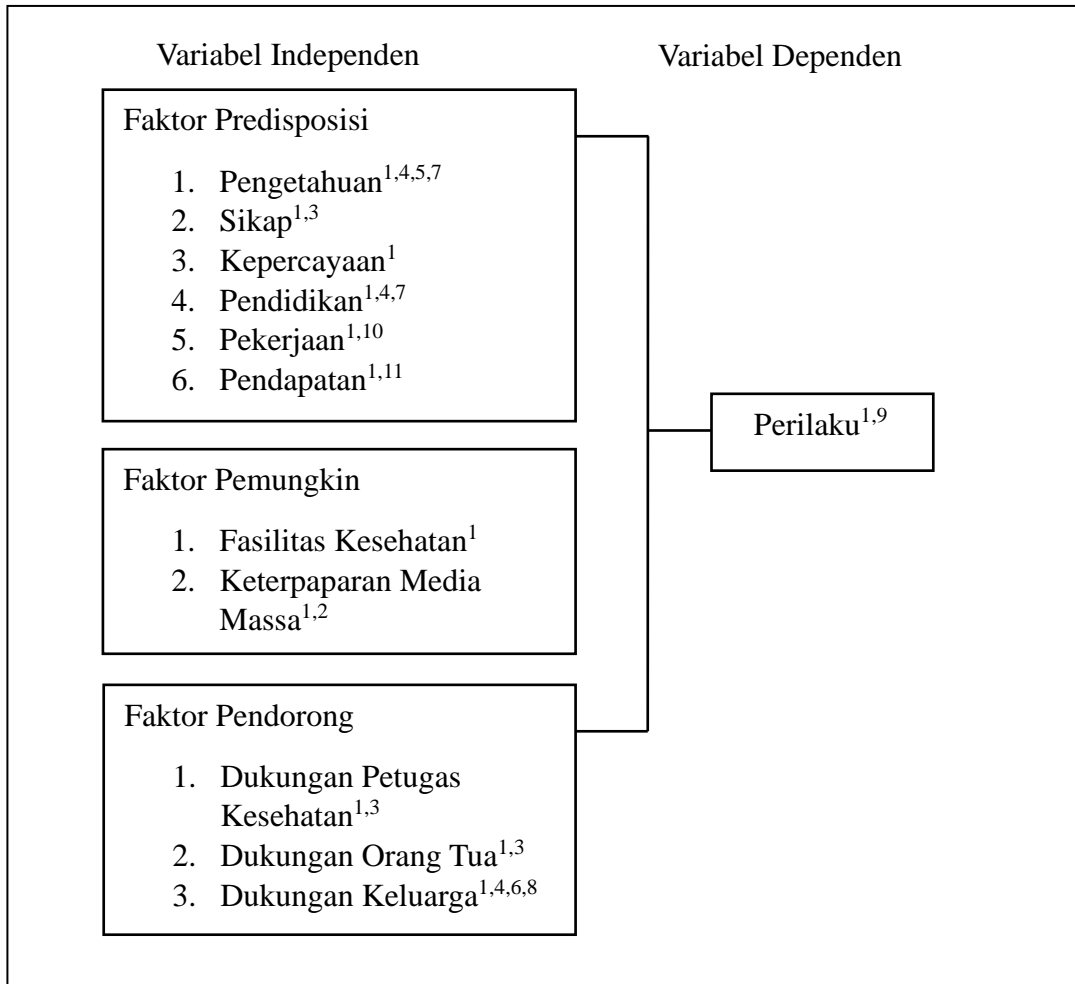 Variabel Independen
Variabel Dependen
Faktor Predisposisi
1. Pengetahuan1,4,5,7
2. Sikap1,3
3. Kepercayaan1
4. Pendidikan1,4,7
5. Pekerjaan1,10
6. Pendapatan1,11
Perilaku1,9
Faktor Pemungkin
1. Fasilitas Kesehatan1
2. Keterpaparan Media
Massa1,2
Faktor Pendorong
1. Dukungan Petugas
Kesehatan1,3
2. Dukungan Orang Tua1,3
3. Dukungan Keluarga1,4,6,8